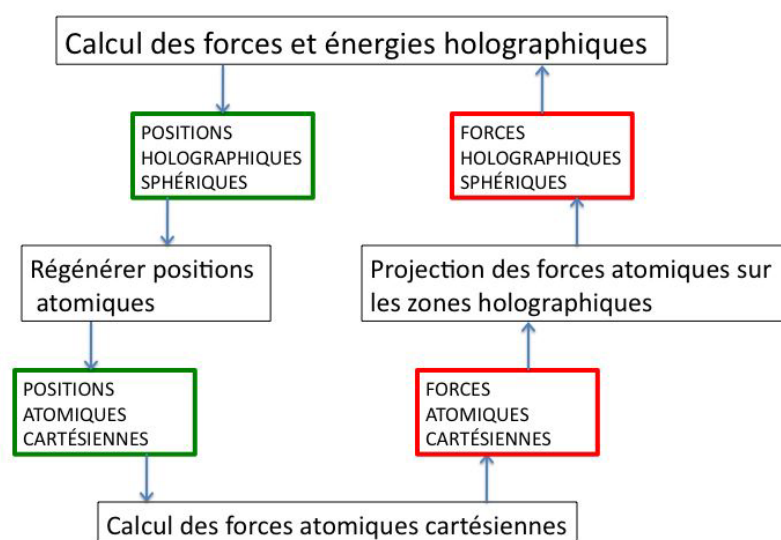 Calcul des forces et énergies holographiques
POSITIONS
HOLOGRAPHIQUES
SPHÉRIQUES
FORCES
HOLOGRAPHIQUES
SPHÉRIQUES
Régénérer positions
atomiques
Projection des forces atomiques sur
les zones holographiques
POSITIONS
ATOMIQUES
CARTÉSIENNES
FORCES
ATOMIQUES
CARTÉSIENNES
Calcul des forces atomiques cartésiennes